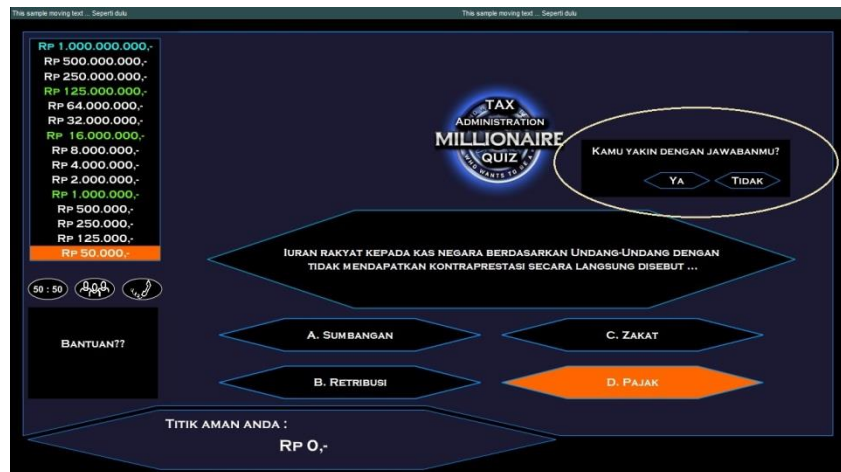 This sample moving text ... Seperti dulu
This sample moving text ... Seperti dulu
Rp 1.000.000.000,-
Rp 500.000.000,-
Rp 250.000.000,-
Rp 125.000.000,-
Rp 64.000.000,-
Rp 32.000.000,-
Rp 16.000.000,-
Rp 8.000.000,-
Rp 4.000.000,-
Rp 2.000.000,-
Rp 1.000.000,-
Rp 500.000,-
Rp 250.000,-
Rp 125.000,-
Rp 50.000,-
50 : 50
Bantuan??
Tax
Administration
Millionaire
Quiz
Who wants to be a
Kamu yakin dengan jawabanmu?
Ya
Tidak
Iuran rakyat kepada kas negara berdasarkan Undang-Undang dengan
tidak mendapatkan kontraprestasi secara langsung disebut ...
A. Sumbangan
C. Zakat
B. Retribusi
D. Pajak
Titik aman anda :
Rp 0,-